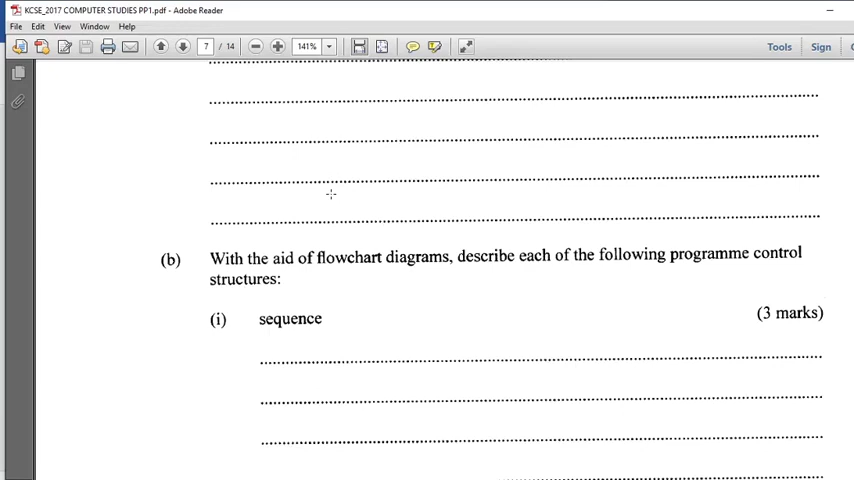 KCSE_2017 COMPUTER STUDIES PP1.pdf - Adobe Reader
File Edit View Window Help
7 / 14 141% Tools Sign
(b) With the aid of flowchart diagrams, describe each of the following programme control
structures:
(i) sequence (3 marks)